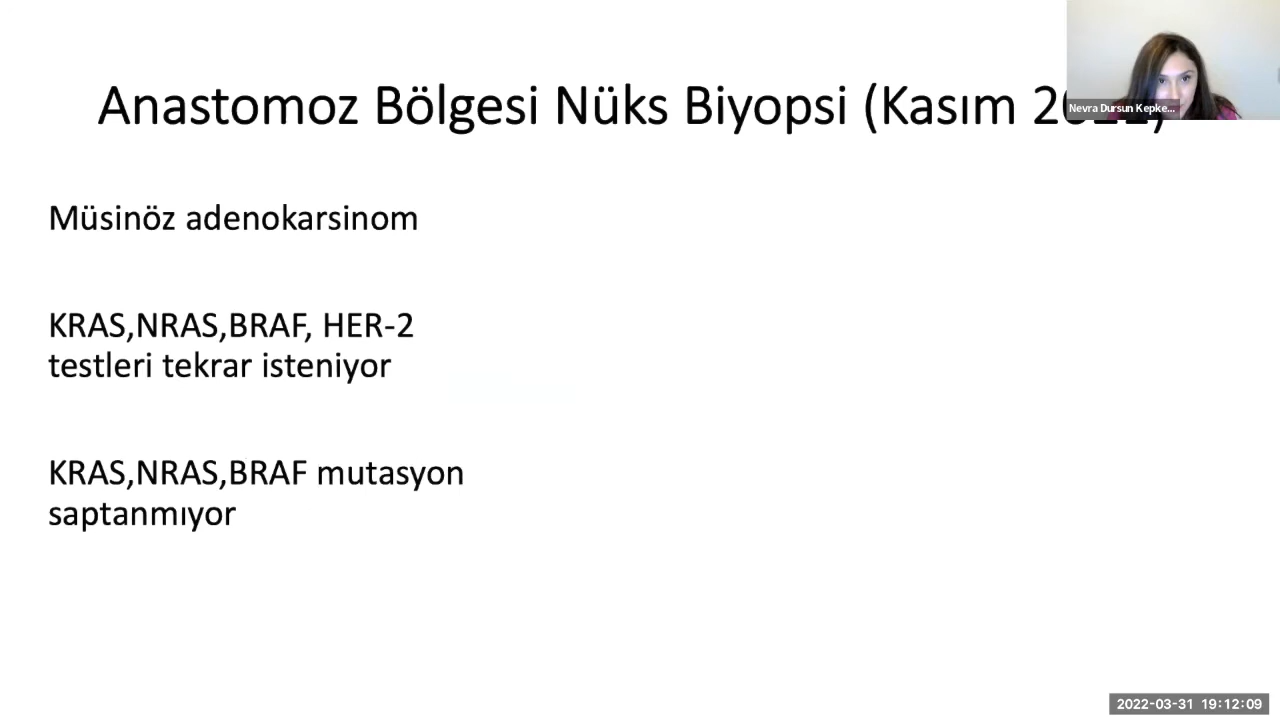 Anastomoz Bölgesi Nüks Biyopsi (Kasım
Nevra Dursun Kepke...
Müsinöz adenokarsinom
KRAS,NRAS,BRAF, HER-2
testleri tekrar isteniyor
KRAS,NRAS,BRAF mutasyon
saptanmıyor
2022-03-31 19:12:09